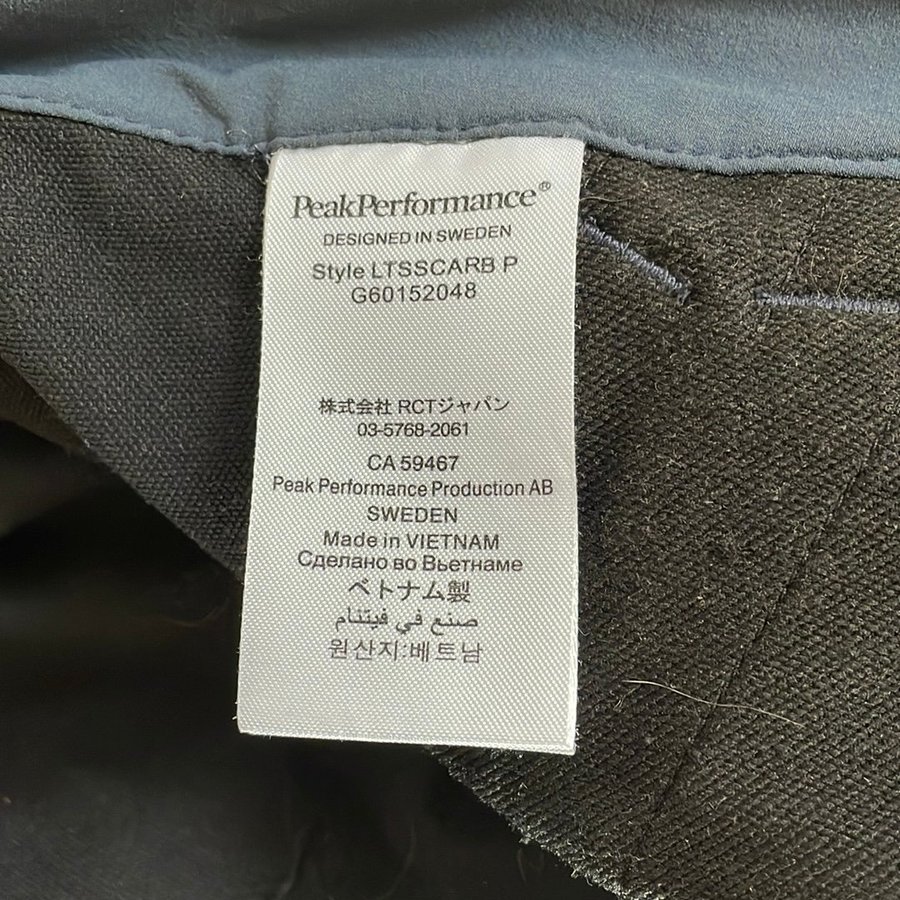 PeakPerformance®
DESIGNED IN SWEDEN
Style LTSSCARB P
G60152048
株式会社 RCTジャパン
03-5768-2061
CA 59467
Peak Performance Production AB
SWEDEN
Made in VIETNAM
Сделано во Вьетнаме
ベトナム製
صنع في فيتنام
원산지:베트남